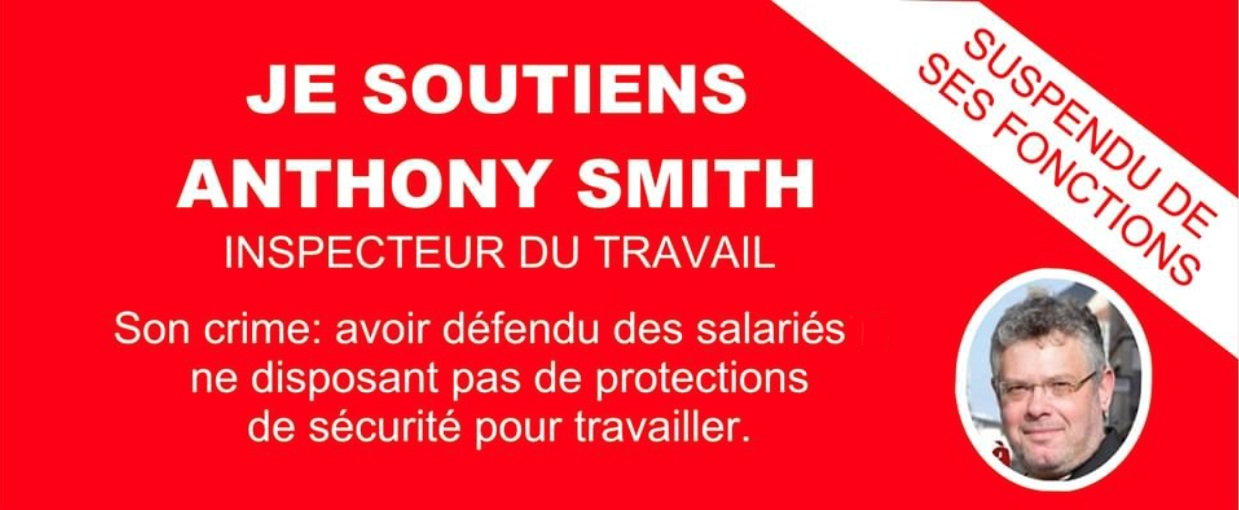 JE SOUTIENS
ANTHONY SMITH
INSPECTEUR DU TRAVAIL
Son crime: avoir défendu des salariés
ne disposant pas de protections
de sécurité pour travailler.
SUSPENDU DE
SES FONCTIONS
à